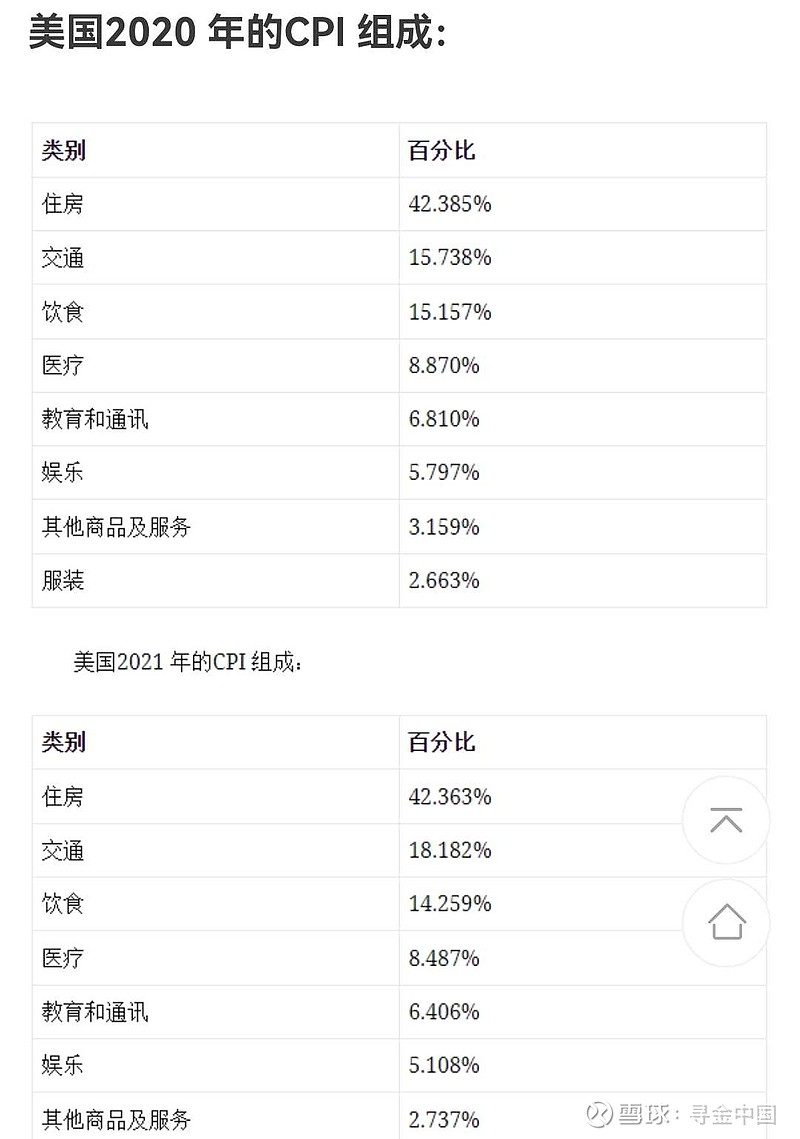 美国2020 年的CPI 组成：
类别 百分比
住房 42.385%
交通 15.738%
饮食 15.157%
医疗 8.870%
教育和通讯 6.810%
娱乐 5.797%
其他商品及服务 3.159%
服装 2.663%
美国2021 年的CPI 组成：
类别 百分比
住房 42.363%
交通 18.182%
饮食 14.259%
医疗 8.487%
教育和通讯 6.406%
娱乐 5.108%
其他商品及服务 2.737%
雪球：寻金中国